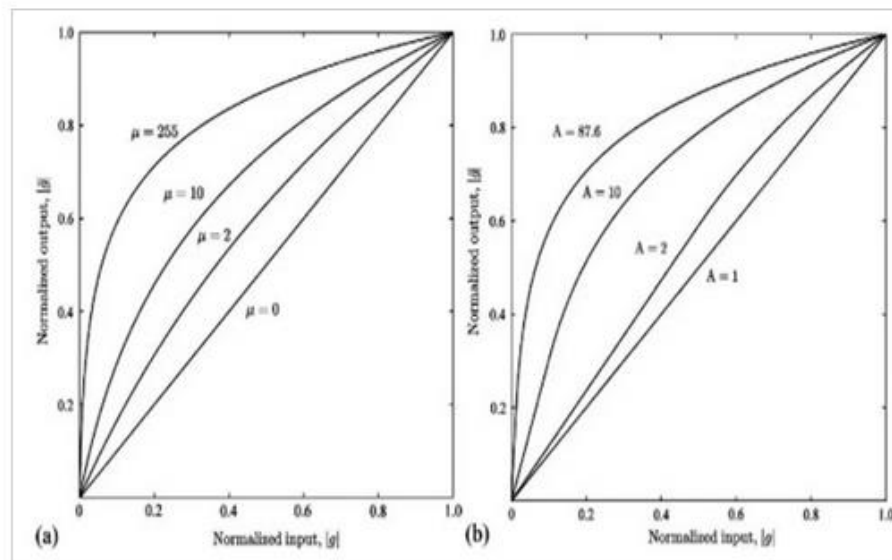 1.0
0.8
0.6
0.4
0.2
0
0.2
0.4
0.6
0.8
1.0
μ = 255
μ = 10
μ = 2
μ = 0
Normalized output, |g|
Normalized input, |g|
(a)
1.0
0.8
0.6
0.4
0.2
0
0.2
0.4
0.6
0.8
1.0
A = 87.6
A = 10
A = 2
A = 1
Normalized output, |g|
Normalized input, |g|
(b)